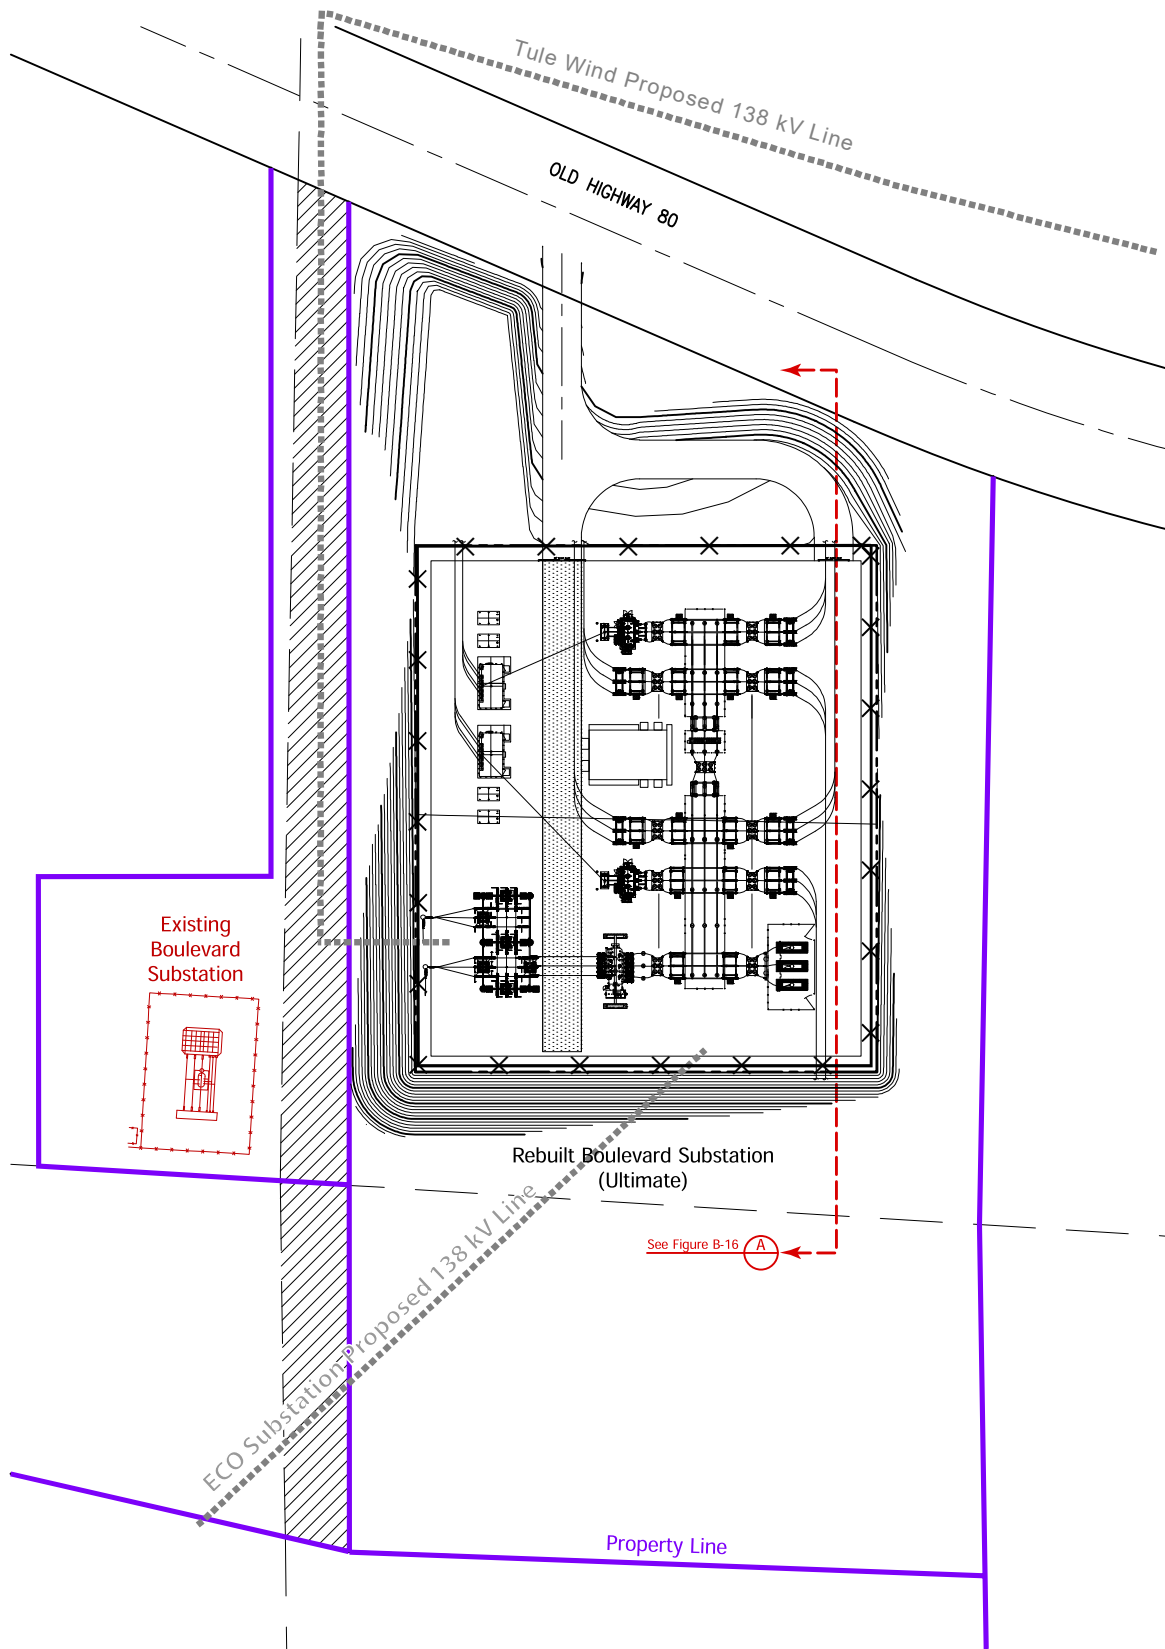 Tule Wind Proposed 138 kV Line
OLD HIGHWAY 80
Existing
Boulevard
Substation
Rebuilt Boulevard Substation
(Ultimate)
See Figure B-16
A
ECO Substation Proposed 138 kV Line
Property Line